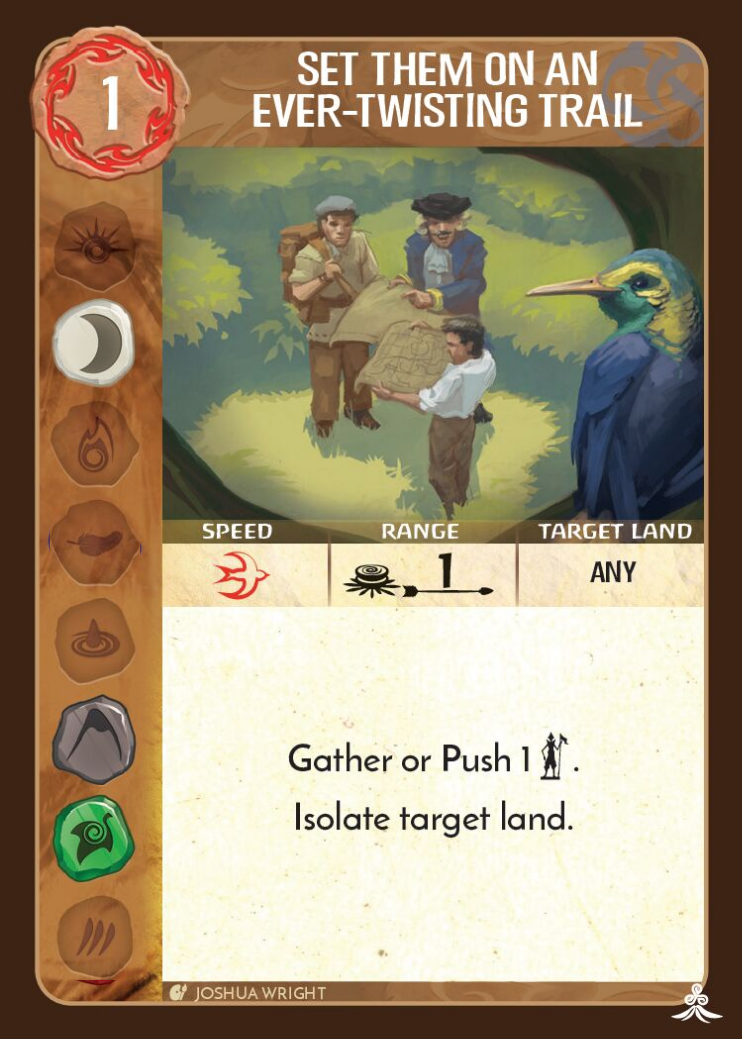 1
SET THEM ON AN
EVER-TWISTING TRAIL
SPEED RANGE TARGET LAND
1 ANY
Gather or Push 1 .
Isolate target land.
JOSHUA WRIGHT